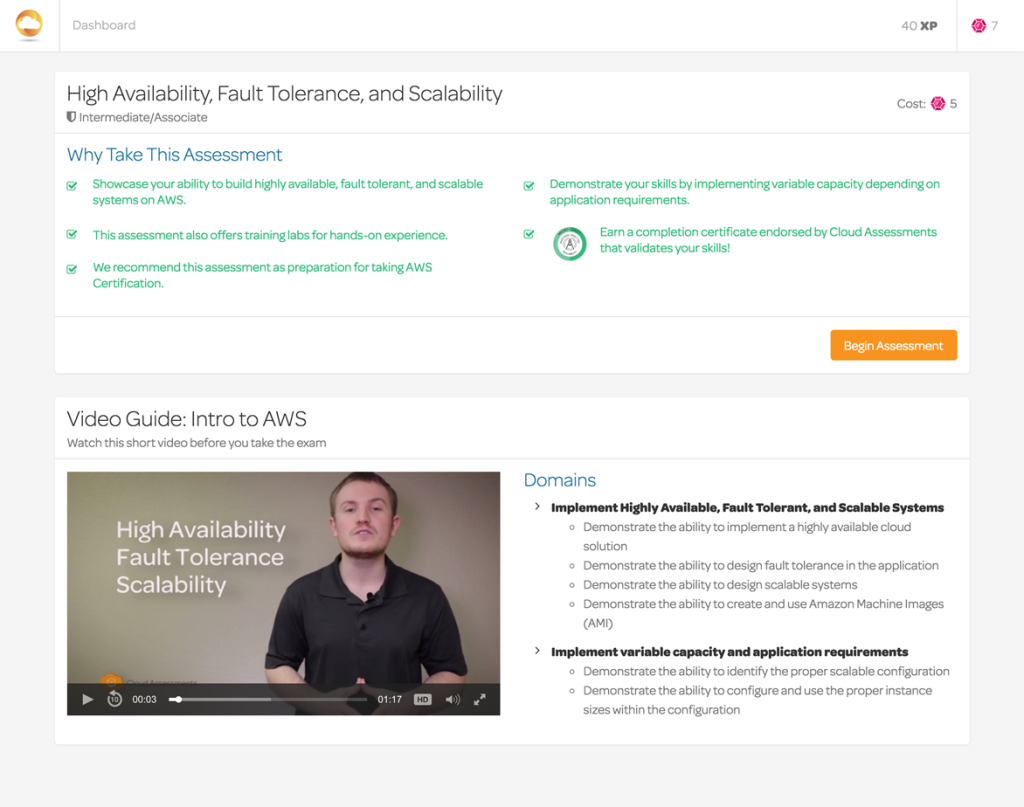 Dashboard
40 XP
7
High Availability, Fault Tolerance, and Scalability
Intermediate/Associate
Cost: 5
Why Take This Assessment
Showcase your ability to build highly available, fault tolerant, and scalable
systems on AWS.
This assessment also offers training labs for hands-on experience.
We recommend this assessment as preparation for taking AWS
Certification.
Demonstrate your skills by implementing variable capacity depending on
application requirements.
Earn a completion certificate endorsed by Cloud Assessments
that validates your skills!
Begin Assessment
Video Guide: Intro to AWS
Watch this short video before you take the exam
High Availability
Fault Tolerance
Scalability
Cloud Assessments
10
00:03
01:17
HD
Domains
Implement Highly Available, Fault Tolerant, and Scalable Systems
Demonstrate the ability to implement a highly available cloud
solution
Demonstrate the ability to design fault tolerance in the application
Demonstrate the ability to design scalable systems
Demonstrate the ability to create and use Amazon Machine Images
(AMI)
Implement variable capacity and application requirements
Demonstrate the ability to identify the proper scalable configuration
Demonstrate the ability to configure and use the proper instance
sizes within the configuration